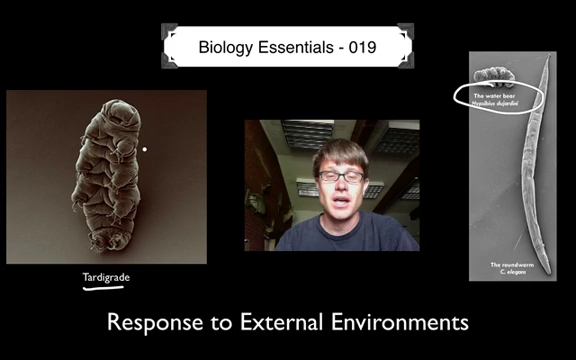 Biology Essentials - 019
The water bear
Hypsibius dujardini
Tardigrade
The roundworm
C. elegans
Response to External Environments